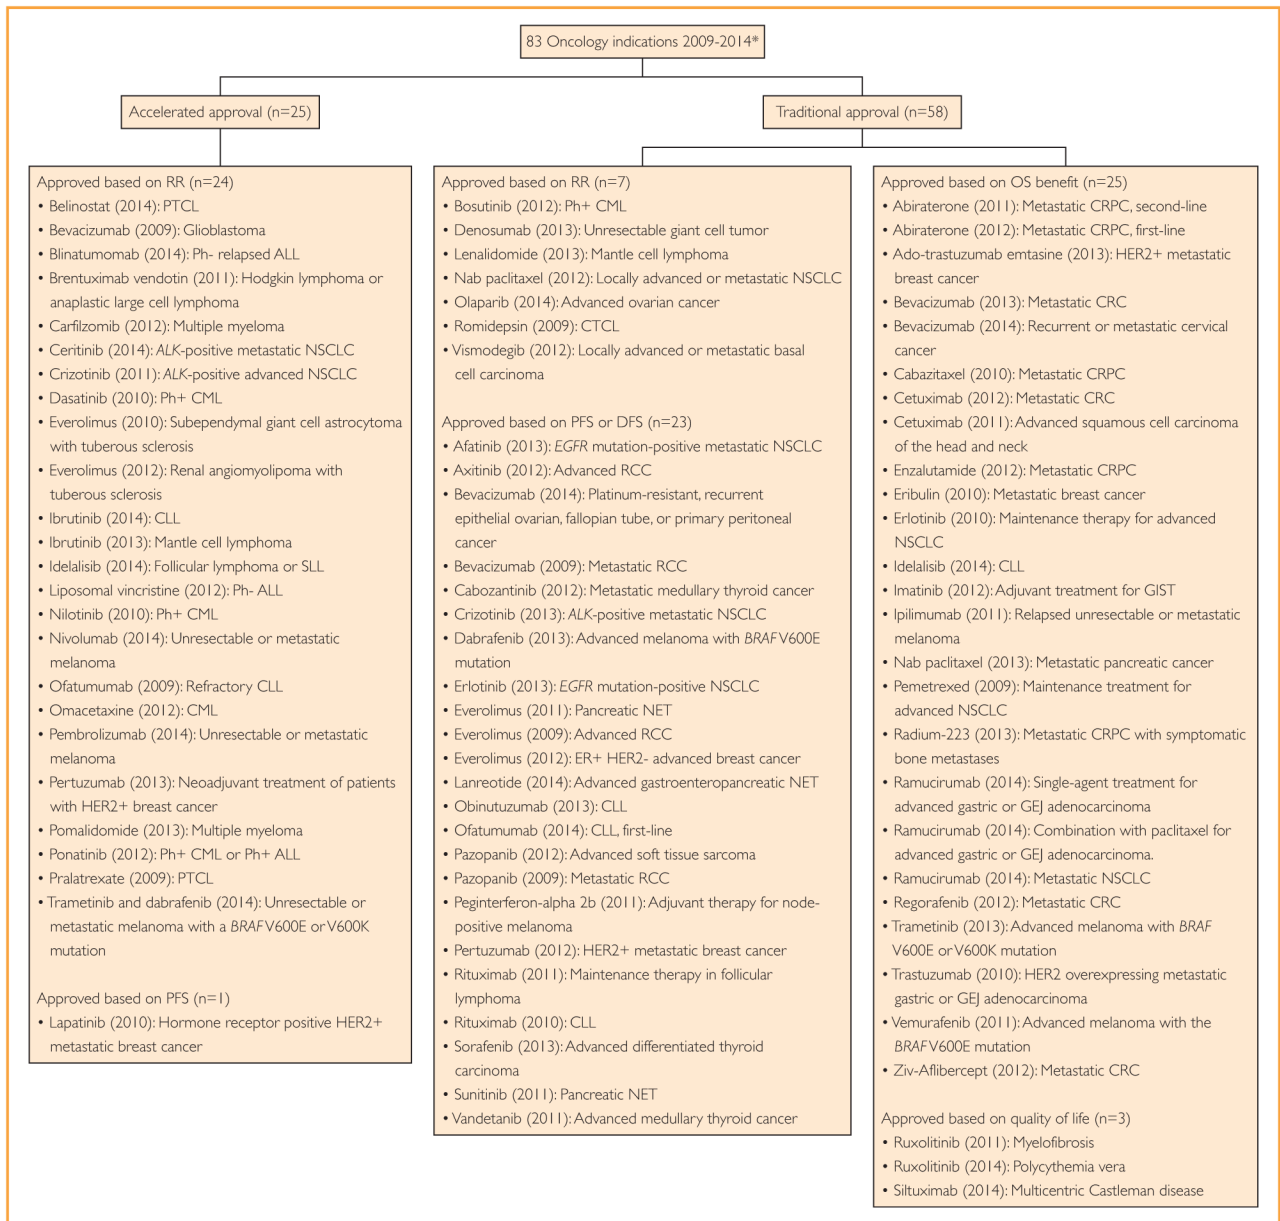 83 Oncology indications 2009-2014*
Accelerated approval (n=25)
Traditional approval (n=58)
Approved based on RR (n=24)
• Belinostat (2014): PTCL
• Bevacizumab (2009): Glioblastoma
• Blinatumomab (2014): Ph- relapsed ALL
• Brentuximab vendotin (2011): Hodgkin lymphoma or
anaplastic large cell lymphoma
• Carfilzomib (2012): Multiple myeloma
• Ceritinib (2014): ALK-positive metastatic NSCLC
• Crizotinib (2011): ALK-positive advanced NSCLC
• Dasatinib (2010): Ph+ CML
• Everolimus (2010): Subependymal giant cell astrocytoma
with tuberous sclerosis
• Everolimus (2012): Renal angiomyolipoma with
tuberous sclerosis
• Ibrutinib (2014): CLL
• Ibrutinib (2013): Mantle cell lymphoma
• Idelalisib (2014): Follicular lymphoma or SLL
• Liposomal vincristine (2012): Ph- ALL
• Nilotinib (2010): Ph+ CML
• Nivolumab (2014): Unresectable or metastatic
melanoma
• Ofatumumab (2009): Refractory CLL
• Omacetaxine (2012): CML
• Pembrolizumab (2014): Unresectable or metastatic
melanoma
• Pertuzumab (2013): Neoadjuvant treatment of patients
with HER2+ breast cancer
• Pomalidomide (2013): Multiple myeloma
• Ponatinib (2012): Ph+ CML or Ph+ ALL
• Pralatrexate (2009): PTCL
• Trametinib and dabrafenib (2014): Unresectable or
metastatic melanoma with a BRAF V600E or V600K
mutation
Approved based on PFS (n=1)
• Lapatinib (2010): Hormone receptor positive HER2+
metastatic breast cancer
Approved based on RR (n=7)
• Bosutinib (2012): Ph+ CML
• Denosumab (2013): Unresectable giant cell tumor
• Lenalidomide (2013): Mantle cell lymphoma
• Nab paclitaxel (2012): Locally advanced or metastatic NSCLC
• Olaparib (2014): Advanced ovarian cancer
• Romidepsin (2009): CTCL
• Vismodegib (2012): Locally advanced or metastatic basal
cell carcinoma
Approved based on PFS or DFS (n=23)
• Afatinib (2013): EGFR mutation-positive metastatic NSCLC
• Axitinib (2012): Advanced RCC
• Bevacizumab (2014): Platinum-resistant, recurrent
epithelial ovarian, fallopian tube, or primary peritoneal
cancer
• Bevacizumab (2009): Metastatic RCC
• Cabozantinib (2012): Metastatic medullary thyroid cancer
• Crizotinib (2013): ALK-positive metastatic NSCLC
• Dabrafenib (2013): Advanced melanoma with BRAF V600E
mutation
• Erlotinib (2013): EGFR mutation-positive NSCLC
• Everolimus (2011): Pancreatic NET
• Everolimus (2009): Advanced RCC
• Everolimus (2012): ER+ HER2- advanced breast cancer
• Lanreotide (2014): Advanced gastroenteropancreatic NET
• Obinutuzumab (2013): CLL
• Ofatumumab (2014): CLL, first-line
• Pazopanib (2012): Advanced soft tissue sarcoma
• Pazopanib (2009): Metastatic RCC
• Peginterferon-alpha 2b (2011): Adjuvant therapy for node-
positive melanoma
• Pertuzumab (2012): HER2+ metastatic breast cancer
• Rituximab (2011): Maintenance therapy in follicular
lymphoma
• Rituximab (2010): CLL
• Sorafenib (2013): Advanced differentiated thyroid
carcinoma
• Sunitinib (2011): Pancreatic NET
• Vandetanib (2011): Advanced medullary thyroid cancer
Approved based on OS benefit (n=25)
• Abiraterone (2011): Metastatic CRPC, second-line
• Abiraterone (2012): Metastatic CRPC, first-line
• Ado-trastuzumab emtasine (2013): HER2+ metastatic
breast cancer
• Bevacizumab (2013): Metastatic CRC
• Bevacizumab (2014): Recurrent or metastatic cervical
cancer
• Cabazitaxel (2010): Metastatic CRPC
• Cetuximab (2012): Metastatic CRC
• Cetuximab (2011): Advanced squamous cell carcinoma
of the head and neck
• Enzalutamide (2012): Metastatic CRPC
• Eribulin (2010): Metastatic breast cancer
• Erlotinib (2010): Maintenance therapy for advanced
NSCLC
• Idelalisib (2014): CLL
• Imatinib (2012): Adjuvant treatment for GIST
• Ipilimumab (2011): Relapsed unresectable or metastatic
melanoma
• Nab paclitaxel (2013): Metastatic pancreatic cancer
• Pemetrexed (2009): Maintenance treatment for
advanced NSCLC
• Radium-223 (2013): Metastatic CRPC with symptomatic
bone metastases
• Ramucirumab (2014): Single-agent treatment for
advanced gastric or GEJ adenocarcinoma
• Ramucirumab (2014): Combination with paclitaxel for
advanced gastric or GEJ adenocarcinoma.
• Ramucirumab (2014): Metastatic NSCLC
• Regorafenib (2012): Metastatic CRC
• Trametinib (2013): Advanced melanoma with BRAF
V600E or V600K mutation
• Trastuzumab (2010): HER2 overexpressing metastatic
gastric or GEJ adenocarcinoma
• Vemurafenib (2011): Advanced melanoma with the
BRAF V600E mutation
• Ziv-Aflibercept (2012): Metastatic CRC
Approved based on quality of life (n=3)
• Ruxolitinib (2011): Myelofibrosis
• Ruxolitinib (2014): Polycythemia vera
• Siltuximab (2014): Multicentric Castleman disease